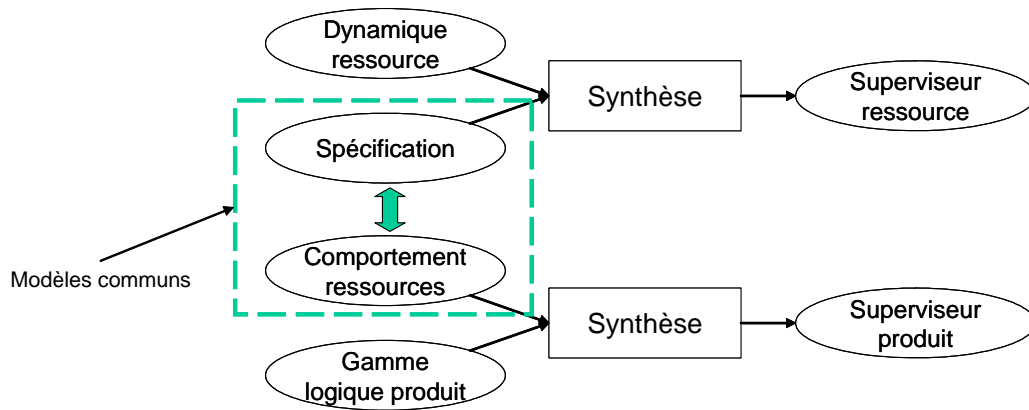 Dynamique
ressource
Synthèse
Superviseur
ressource
Spécification
Comportement
ressources
Modèles communs
Synthèse
Superviseur
produit
Gamme
logique produit